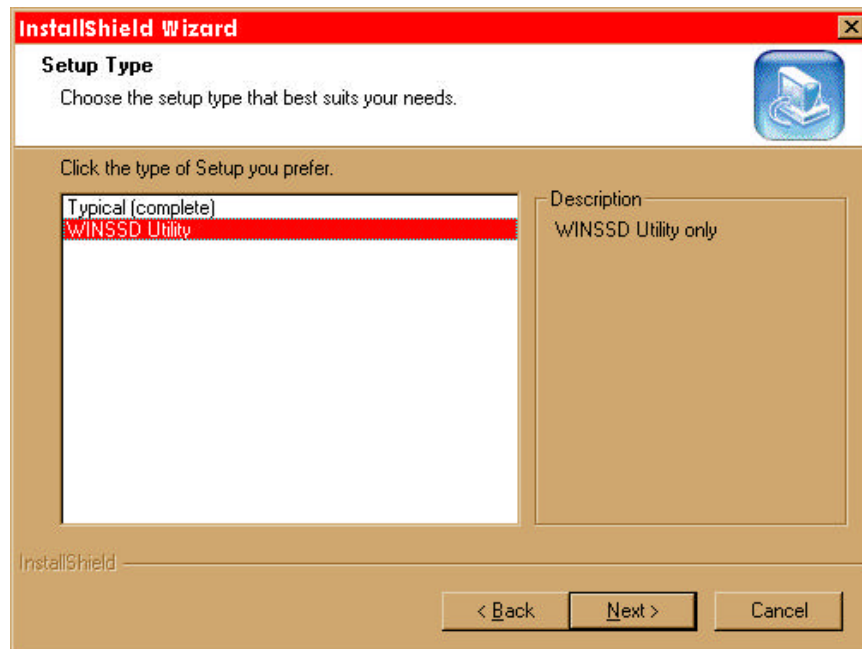 InstallShield Wizard
Setup Type
Choose the setup type that best suits your needs.
Click the type of Setup you prefer.
Typical (complete)
WINSSD Utility
Description
WINSSD Utility only
InstallShield
< Back
Next >
Cancel